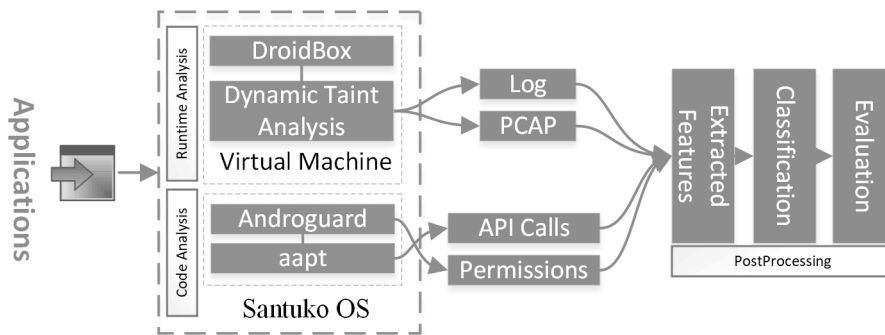 Applications
Runtime Analysis
DroidBox
Dynamic Taint
Analysis
Virtual Machine
Code Analysis
Androguard
aapt
Santuko OS
Log
PCAP
API Calls
Permissions
Extracted
Features
Classification
Evaluation
PostProcessing